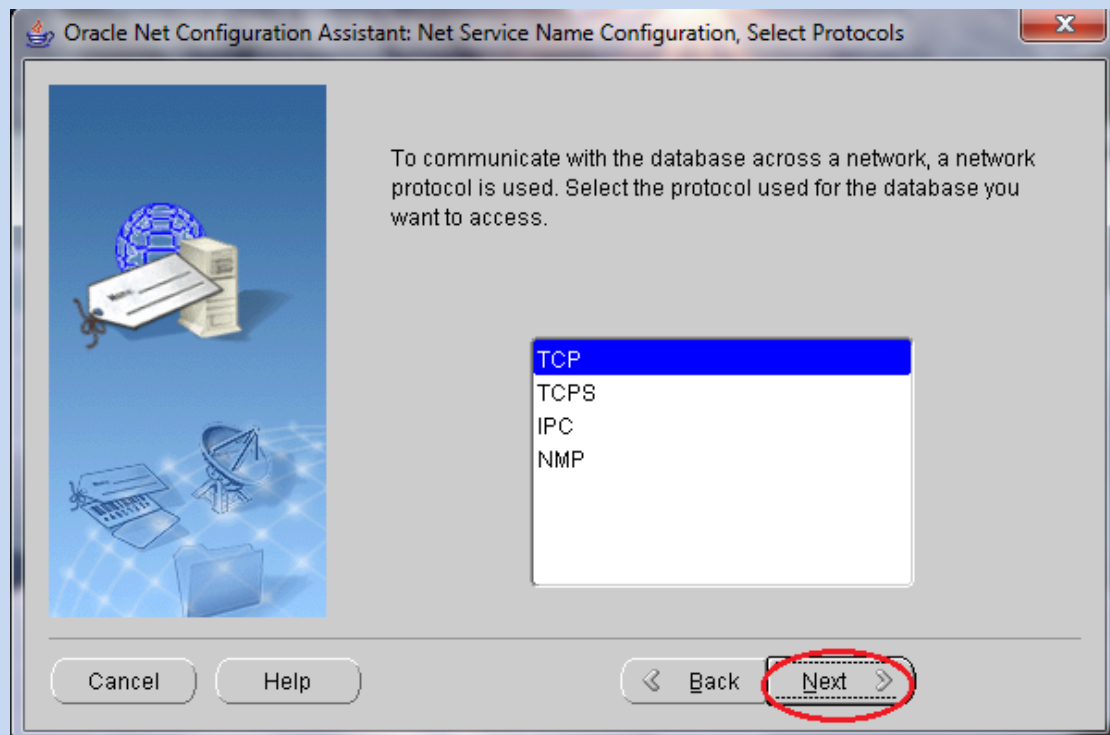 Oracle Net Configuration Assistant: Net Service Name Configuration, Select Protocols
To communicate with the database across a network, a network
protocol is used. Select the protocol used for the database you
want to access.
TCP
TCPS
IPC
NMP
Cancel Help Back Next